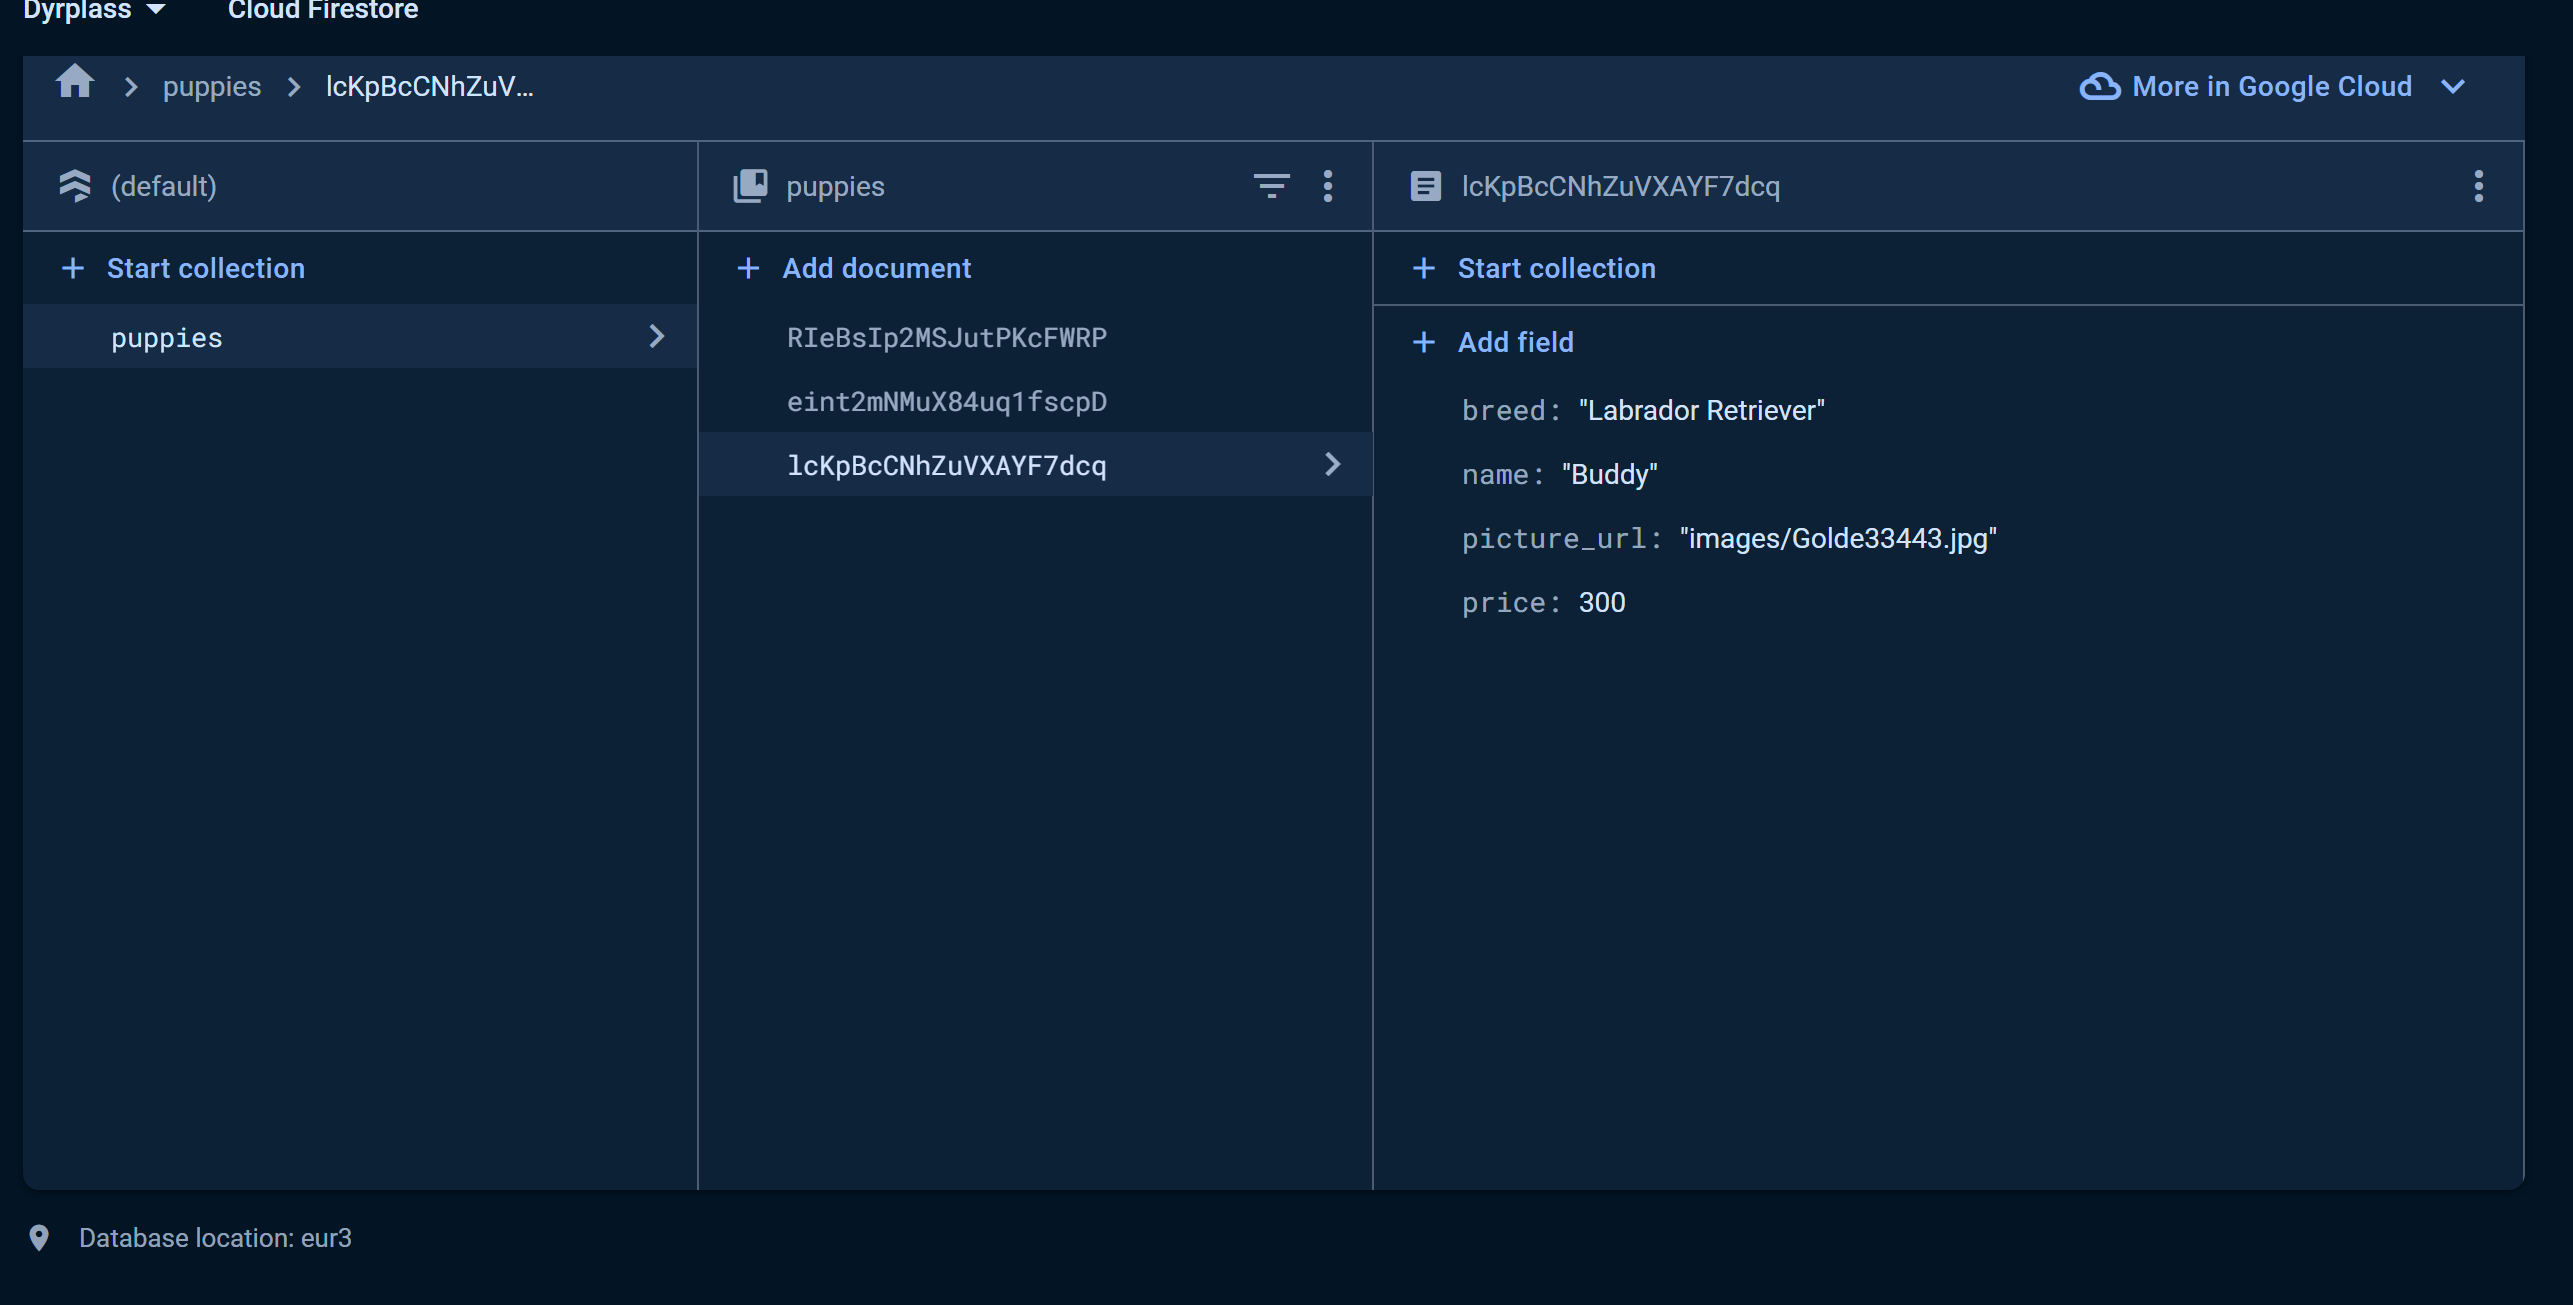 Dyrplass Cloud Firestore
puppies lcKpBcCNhZuV... More in Google Cloud
(default)
Start collection
puppies
puppies
Add document
RIeBsIp2MSJutPKcFWRP
eint2mNMuX84uq1fscpD
lcKpBcCNhZuVXAYF7dcq
lcKpBcCNhZuVXAYF7dcq
Start collection
Add field
breed: "Labrador Retriever"
name: "Buddy"
picture_url: "images/Golde33443.jpg"
price: 300
Database location: eur3